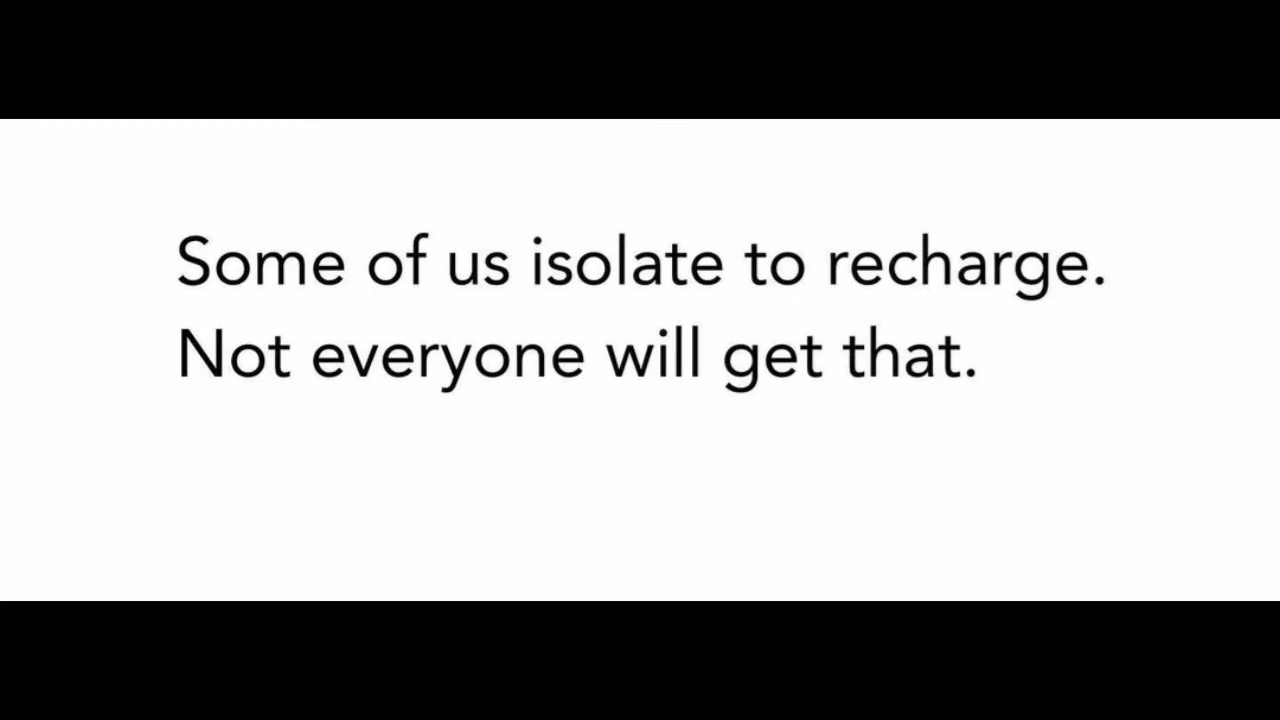 Some of us isolate to recharge.
Not everyone will get that.